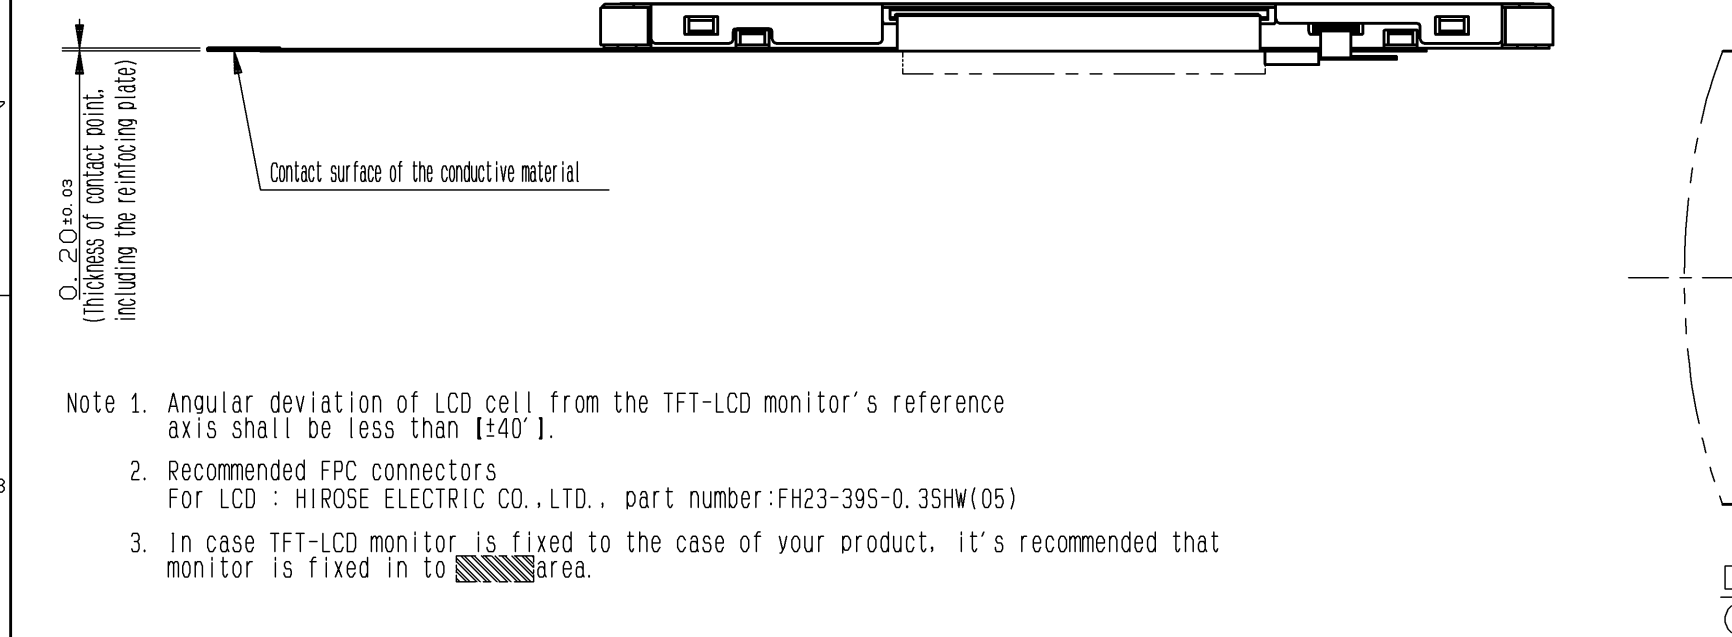 0. 20±0. 03
(Thickness of contact point,
including the reinfocing plate)
Contact surface of the conductive material
Note 1. Angular deviation of LCD cell from the TFT-LCD monitor's reference
axis shall be less than [±40′].
2. Recommended FPC connectors
For LCD : HIROSE ELECTRIC CO.,LTD., part number:FH23-39S-0. 3SHW(05)
3. In case TFT-LCD monitor is fixed to the case of your product, it's recommended that
monitor is fixed in to area.